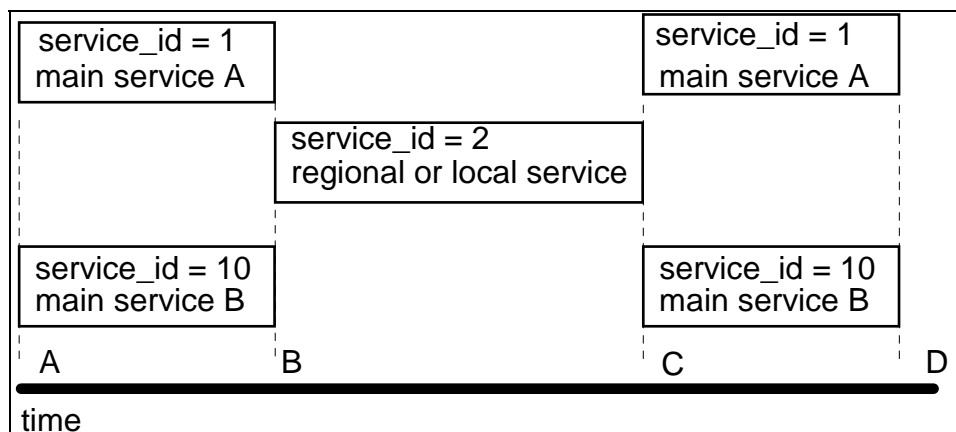 service_id = 1
main service A
service_id = 1
main service A
service_id = 2
regional or local service
service_id = 10
main service B
service_id = 10
main service B
A
B
C
D
time